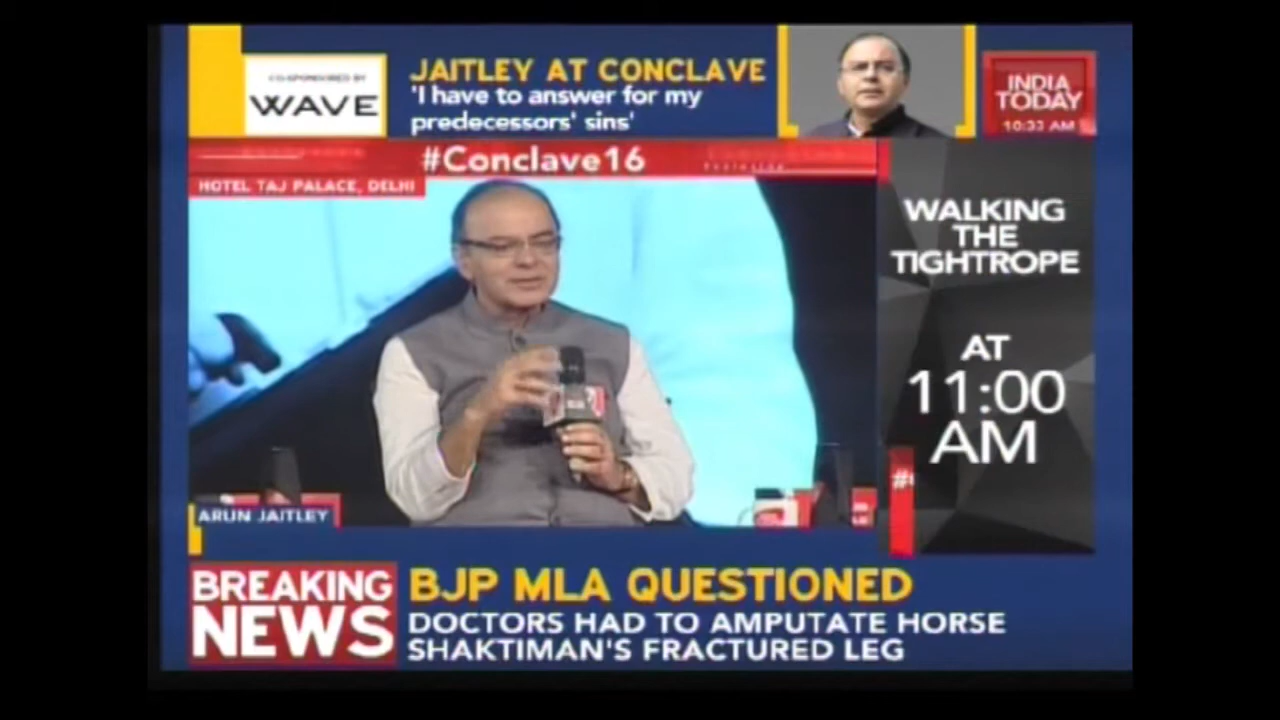 CO-SPONSORED BY
WAVE
JAITLEY AT CONCLAVE
'I have to answer for my
predecessors' sins'
INDIA
TODAY
10:33 AM
#Conclave16
HOTEL TAJ PALACE, DELHI
WALKING
THE
TIGHTROPE
AT
11:00
AM
ARUN JAITLEY
BREAKING
NEWS
BJP MLA QUESTIONED
DOCTORS HAD TO AMPUTATE HORSE
SHAKTIMAN'S FRACTURED LEG